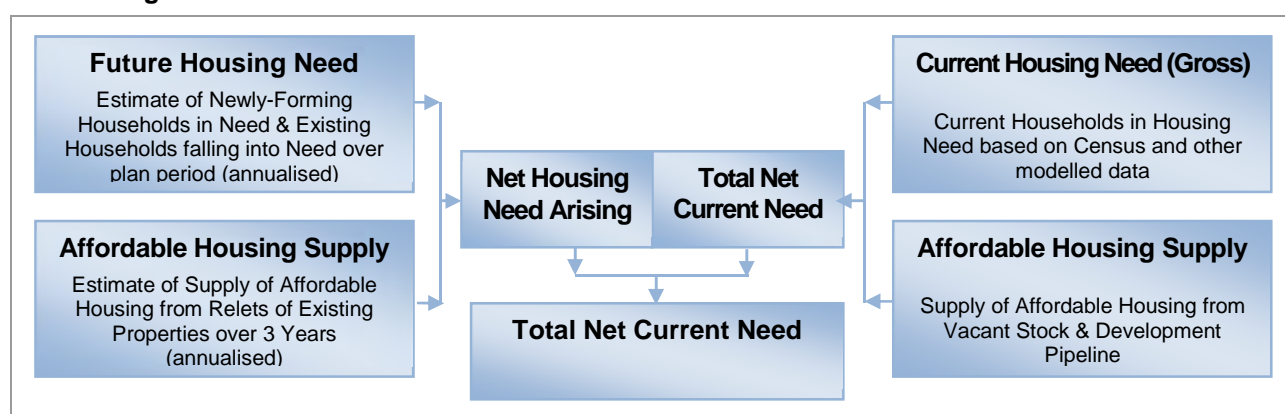 Future Housing Need
Estimate of Newly-Forming
Households in Need & Existing
Households falling into Need over
plan period (annualised)
Affordable Housing Supply
Estimate of Supply of Affordable
Housing from Relets of Existing
Properties over 3 Years
(annualised)
Net Housing
Need Arising
Total Net
Current Need
Total Net Current Need
Current Housing Need (Gross)
Current Households in Housing
Need based on Census and other
modelled data
Affordable Housing Supply
Supply of Affordable Housing from
Vacant Stock & Development
Pipeline